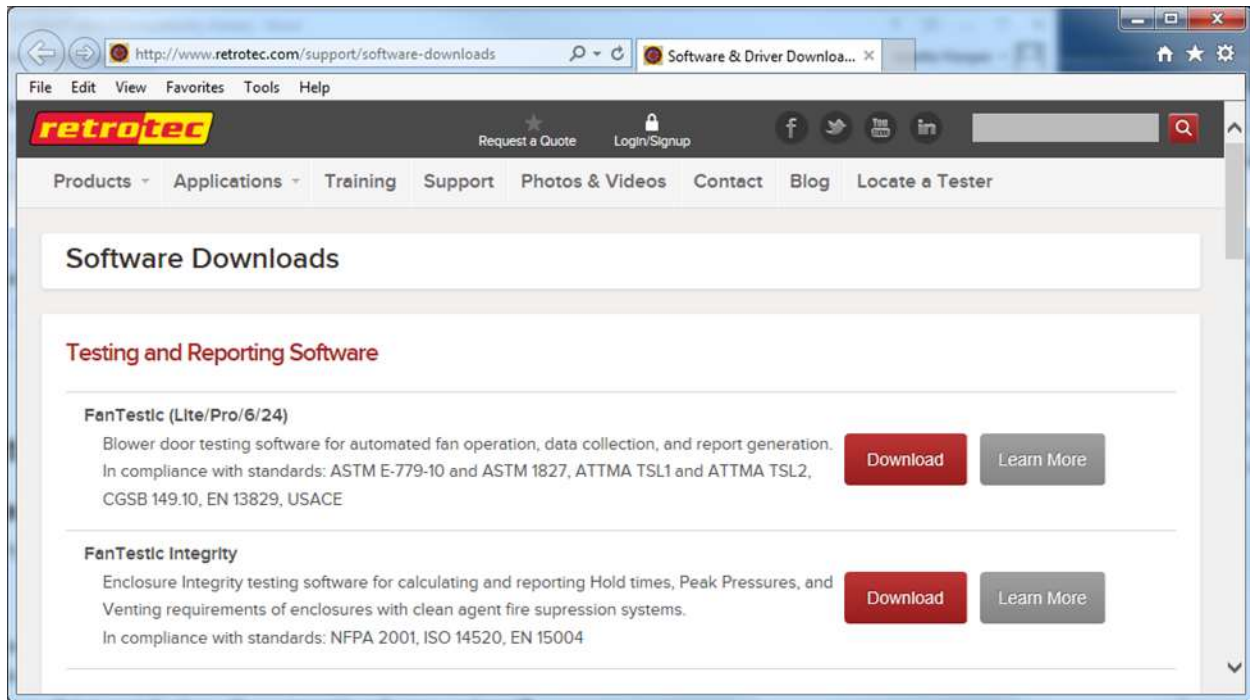 http://www.retrotec.com/support/software-downloads
Software & Driver Downloa...
File Edit View Favorites Tools Help
retrotec
Request a Quote Login/Signup
f You Tube in
Products Applications Training Support Photos & Videos Contact Blog Locate a Tester
Software Downloads
Testing and Reporting Software
FanTestic (Lite/Pro/6/24)
Blower door testing software for automated fan operation, data collection, and report generation.
In compliance with standards: ASTM E-779-10 and ASTM 1827, ATTMA TSL1 and ATTMA TSL2,
CGSB 149.10, EN 13829, USACE
Download Learn More
FanTestic Integrity
Enclosure Integrity testing software for calculating and reporting Hold times, Peak Pressures, and
Venting requirements of enclosures with clean agent fire supression systems.
In compliance with standards: NFPA 2001, ISO 14520, EN 15004
Download Learn More